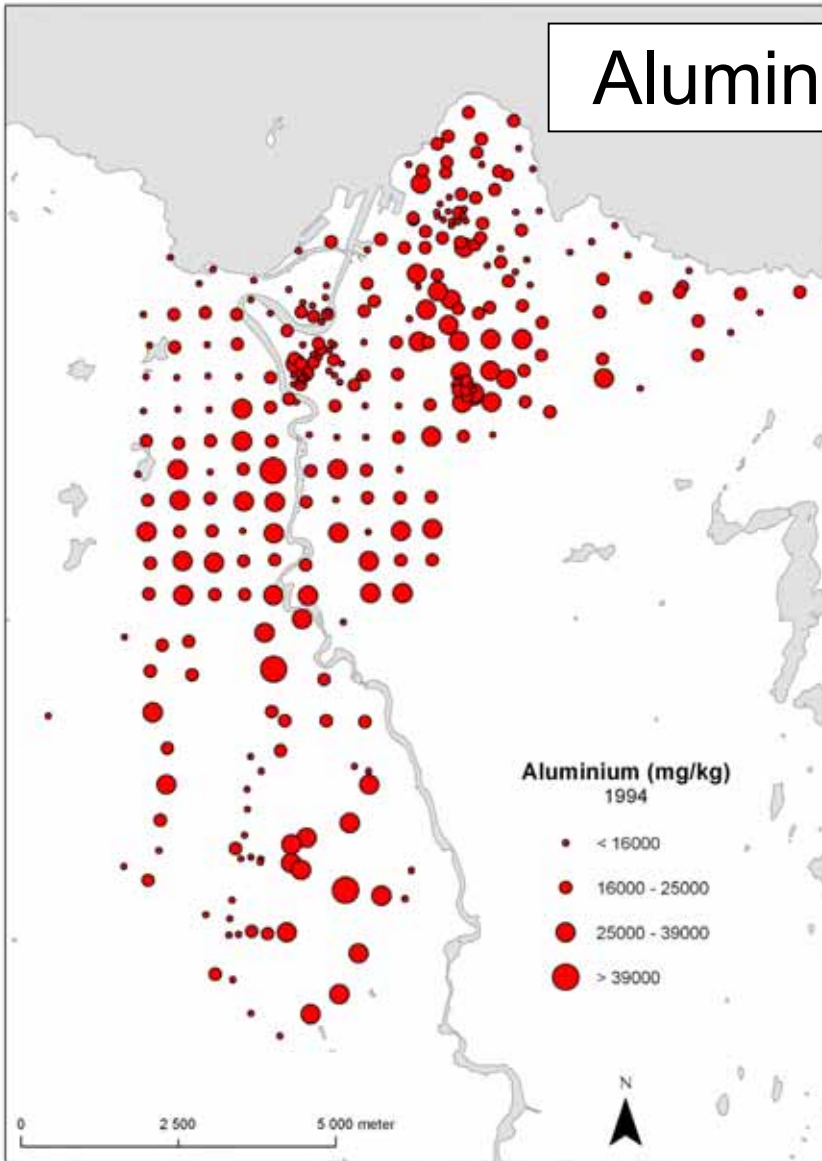 Alumin
Aluminium (mg/kg)
1994
< 16000
16000 - 25000
25000 - 39000
> 39000
N
0 2 500 5 000 meter